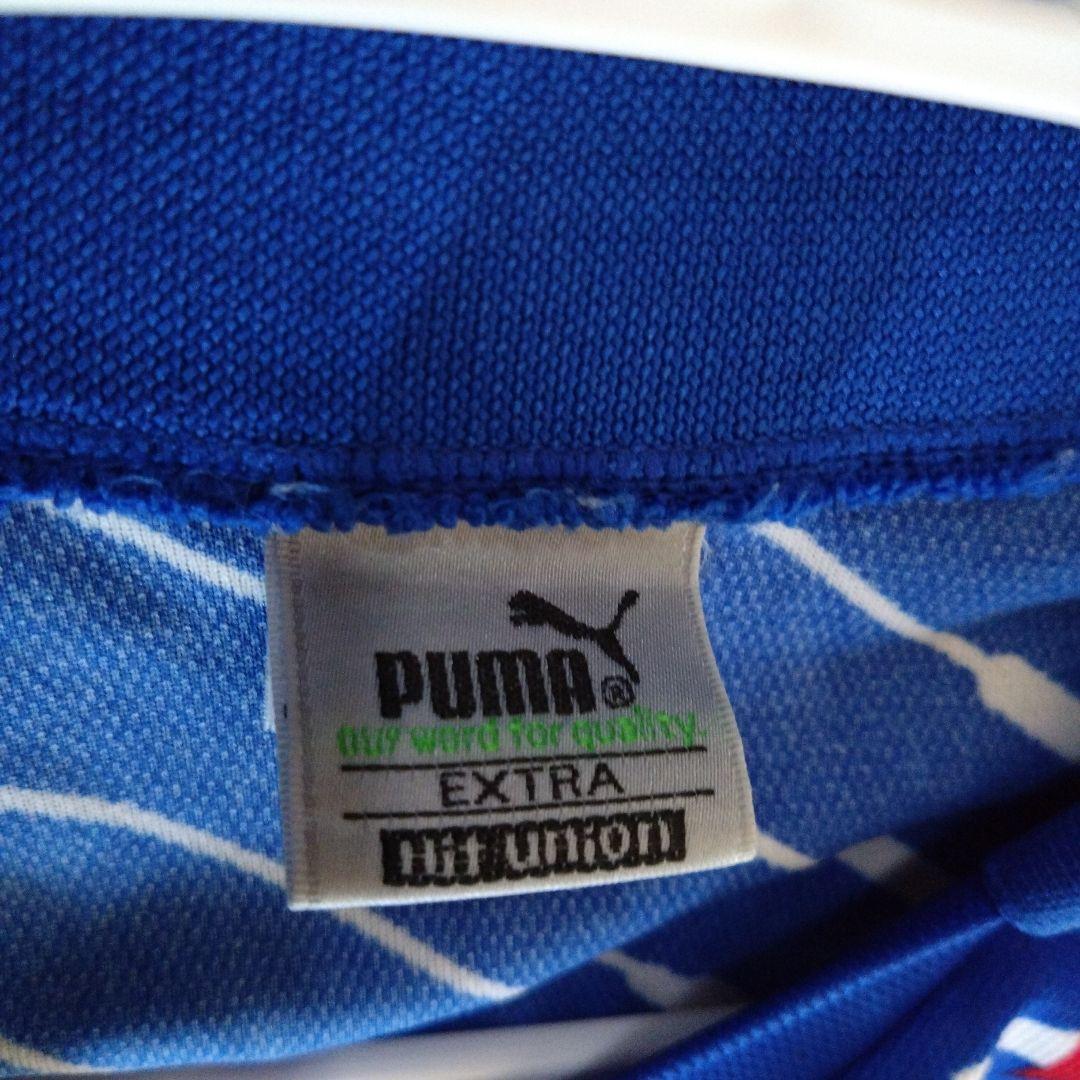 PUMA®
our word for quality.
EXTRA
Hit union